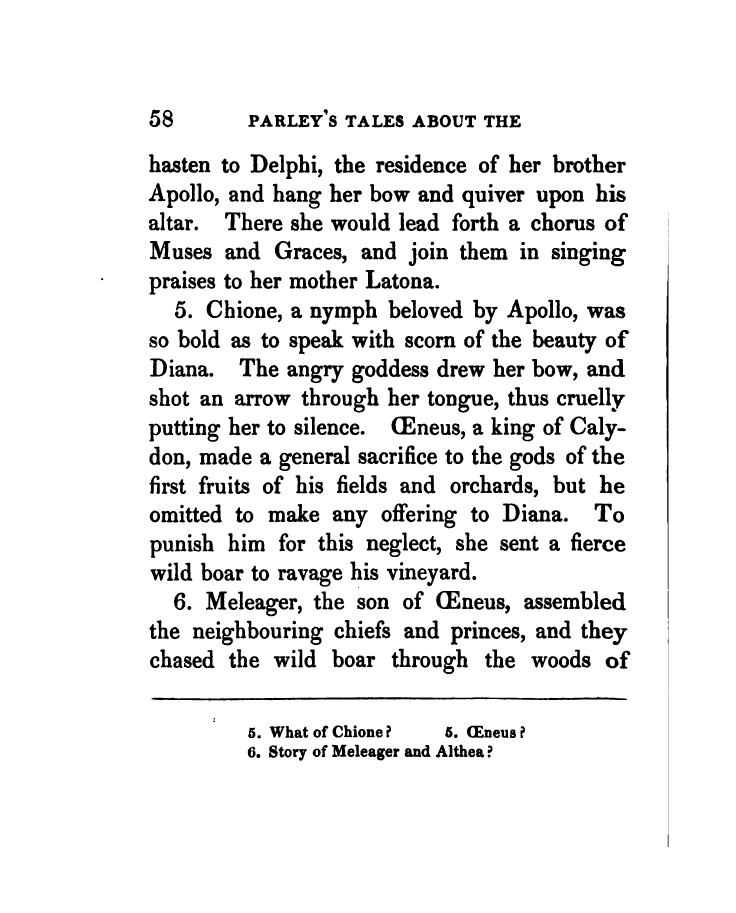 58 PARLEY'S TALES ABOUT THE
hasten to Delphi, the residence of her brother
Apollo, and hang her bow and quiver upon his
altar. There she would lead forth a chorus of
Muses and Graces, and join them in singing
praises to her mother Latona.
5. Chione, a nymph beloved by Apollo, was
so bold as to speak with scorn of the beauty of
Diana. The angry goddess drew her bow, and
shot an arrow through her tongue, thus cruelly
putting her to silence. Œneus, a king of Caly-
don, made a general sacrifice to the gods of the
first fruits of his fields and orchards, but he
omitted to make any offering to Diana. To
punish him for this neglect, she sent a fierce
wild boar to ravage his vineyard.
6. Meleager, the son of Œneus, assembled
the neighbouring chiefs and princes, and they
chased the wild boar through the woods of
5. What of Chione? 5. Œneus?
6. Story of Meleager and Althea?